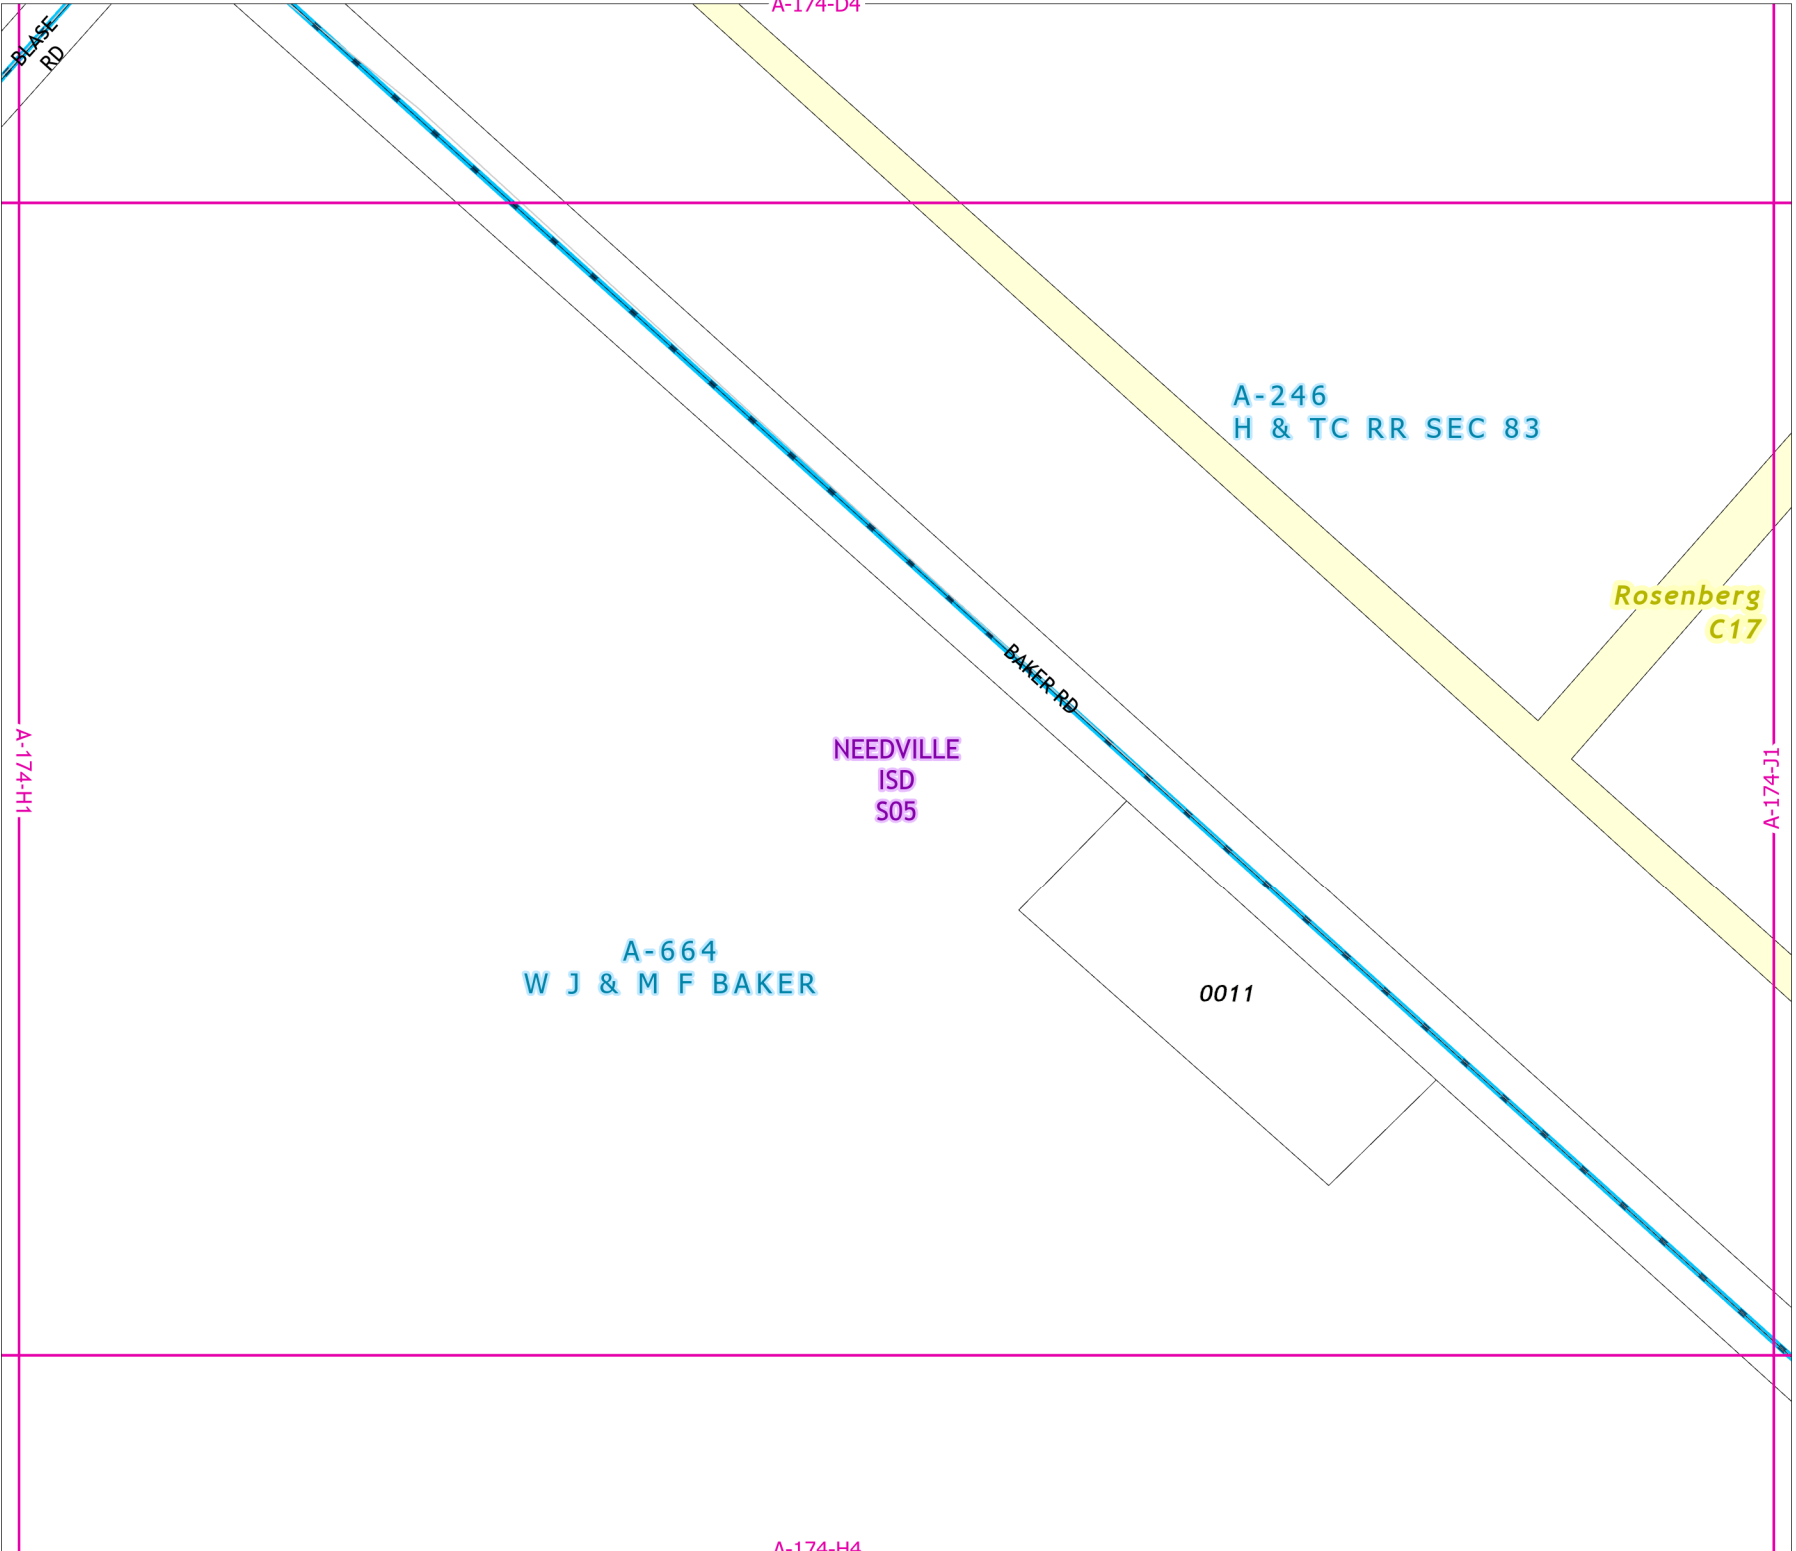 A-174-D4
BLASE
RD
A-246
H & TC RR SEC 83
Rosenberg
C17
BAKER RD
NEEDVILLE
ISD
S05
A-174-H1
A-174-J1
A-664
W J & M F BAKER
0011
A-174-H4